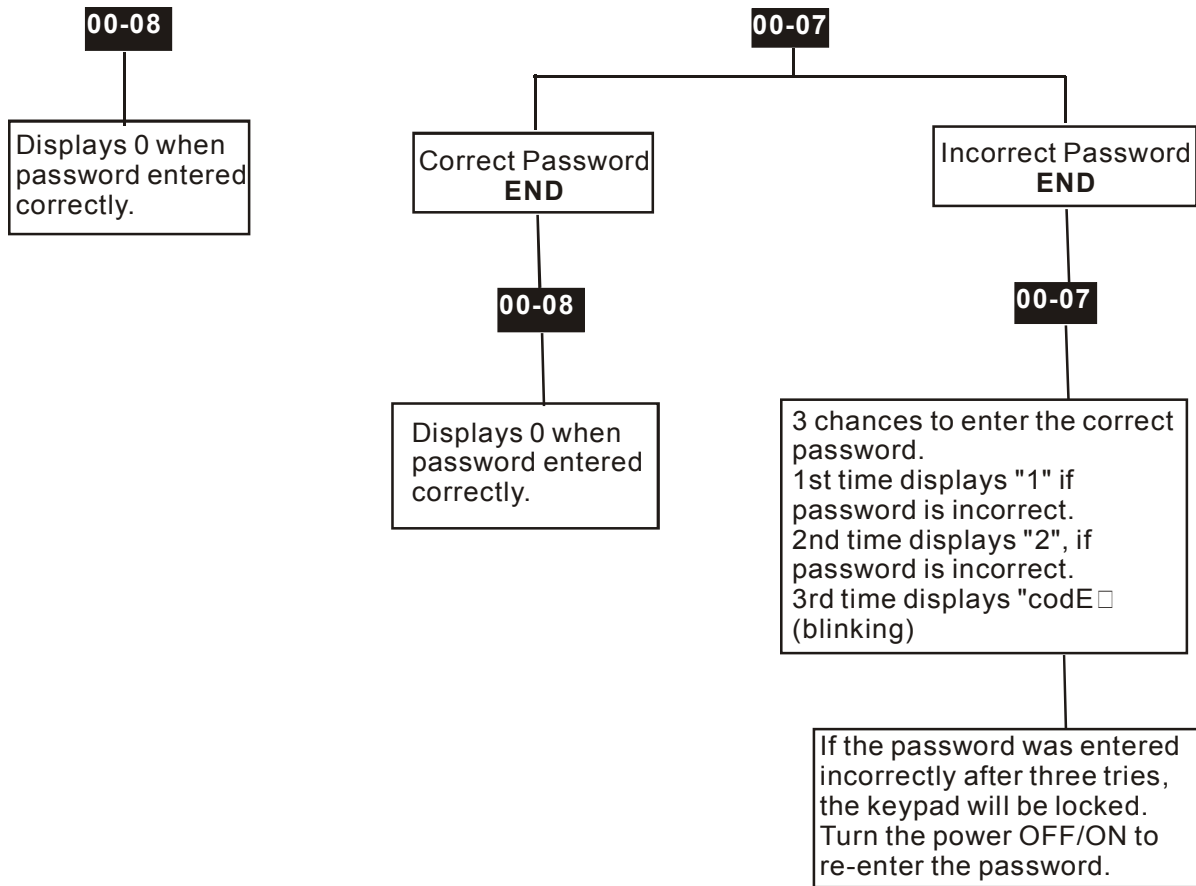 00-08
Displays 0 when
password entered
correctly.
00-07
Correct Password
END
00-08
Displays 0 when
password entered
correctly.
Incorrect Password
END
00-07
3 chances to enter the correct
password.
1st time displays "1" if
password is incorrect.
2nd time displays "2", if
password is incorrect.
3rd time displays "codE□
(blinking)
If the password was entered
incorrectly after three tries,
the keypad will be locked.
Turn the power OFF/ON to
re-enter the password.